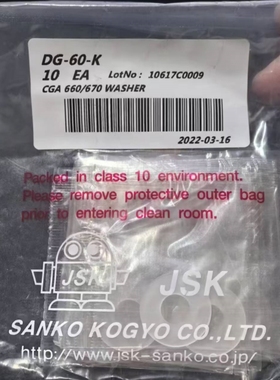 DG-60-K
10 EA LotNo : 10617C0009
CGA 660/670 WASHER
2022-03-16
Packed in class 10 environment.
Please remove protective outer bag
prior to entering clean room.
JSK JSK
SANKO KOGYO CO.,LTD.
http://www.jsk-sanko.co.jp/